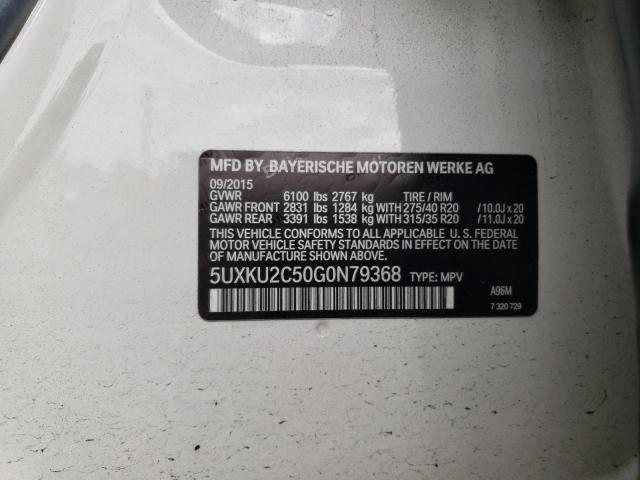 MFD BY BAYERISCHE MOTOREN WERKE AG
09/2015
GVWR 6100 lbs 2767 kg TIRE / RIM
GAWR FRONT 2831 lbs 1284 kg WITH 275/40 R20 /10.0J x 20
GAWR REAR 3391 lbs 1538 kg WITH 315/35 R20 /11.0J x 20
THIS VEHICLE CONFORMS TO ALL APPLICABLE U. S. FEDERAL
MOTOR VEHICLE SAFETY STANDARDS IN EFFECT ON THE DATE
OF MANUFACTURE SHOWN ABOVE.
5UXKU2C50G0N79368 TYPE: MPV
A96M
7 320 729